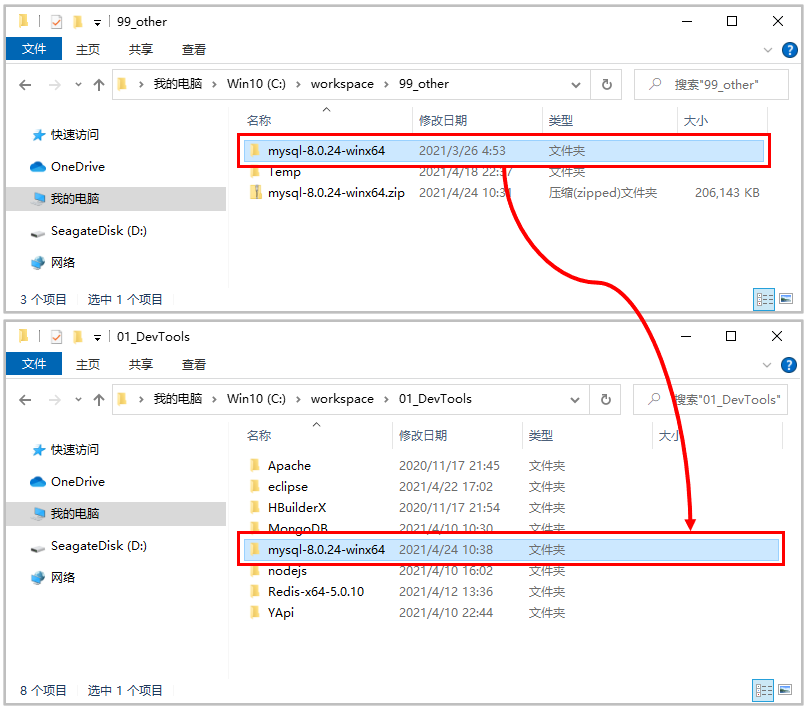 99_other
文件 主页 共享 查看
我的电脑 Win10 (C:) workspace 99_other 搜索"99_other"
名称 修改日期 类型 大小
快速访问
OneDrive
我的电脑
SeagateDisk (D:)
网络
mysql-8.0.24-winx64 2021/3/26 4:53 文件夹
Temp 2021/4/18 22:37 文件夹
mysql-8.0.24-winx64.zip 2021/4/24 10:31 压缩(zipped)文件夹 206,143 KB
3 个项目 选中 1 个项目
01_DevTools
文件 主页 共享 查看
我的电脑 Win10 (C:) workspace 01_DevTools 搜索"01_DevTools"
名称 修改日期 类型 大小
快速访问
OneDrive
我的电脑
SeagateDisk (D:)
网络
Apache 2020/11/17 21:45 文件夹
eclipse 2021/4/22 17:02 文件夹
HBuilderX 2020/11/17 21:54 文件夹
MongoDB 2021/4/10 10:30 文件夹
mysql-8.0.24-winx64 2021/4/24 10:38 文件夹
nodejs 2021/4/10 16:02 文件夹
Redis-x64-5.0.10 2021/4/12 13:36 文件夹
YApi 2021/4/10 22:44 文件夹
8 个项目 选中 1 个项目